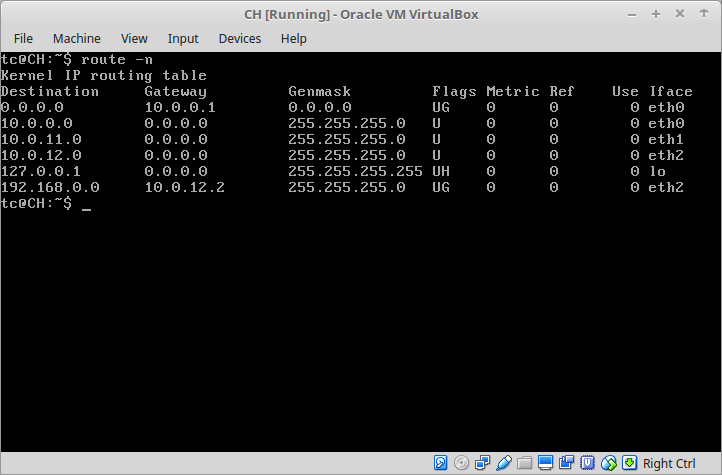 CH [Running] - Oracle VM VirtualBox
File Machine View Input Devices Help
tc@CH:~$ route -n
Kernel IP routing table
Destination Gateway Genmask Flags Metric Ref Use Iface
0.0.0.0 10.0.0.1 0.0.0.0 UG 0 0 0 eth0
10.0.0.0 0.0.0.0 255.255.255.0 U 0 0 0 eth0
10.0.11.0 0.0.0.0 255.255.255.0 U 0 0 0 eth1
10.0.12.0 0.0.0.0 255.255.255.0 U 0 0 0 eth2
127.0.0.1 0.0.0.0 255.255.255.255 UH 0 0 0 lo
192.168.0.0 10.0.12.2 255.255.255.0 UG 0 0 0 eth2
tc@CH:~$ _
Right Ctrl